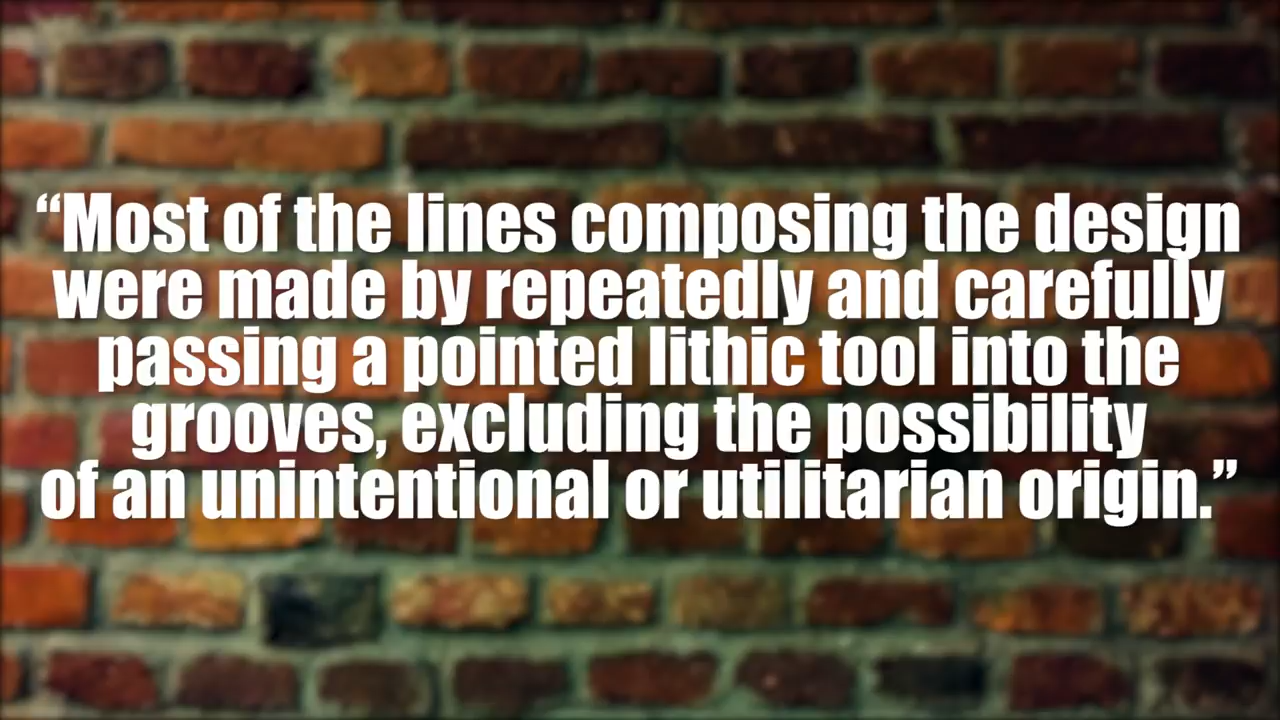 “Most of the lines composing the design
were made by repeatedly and carefully
passing a pointed lithic tool into the
grooves, excluding the possibility
of an unintentional or utilitarian origin.”